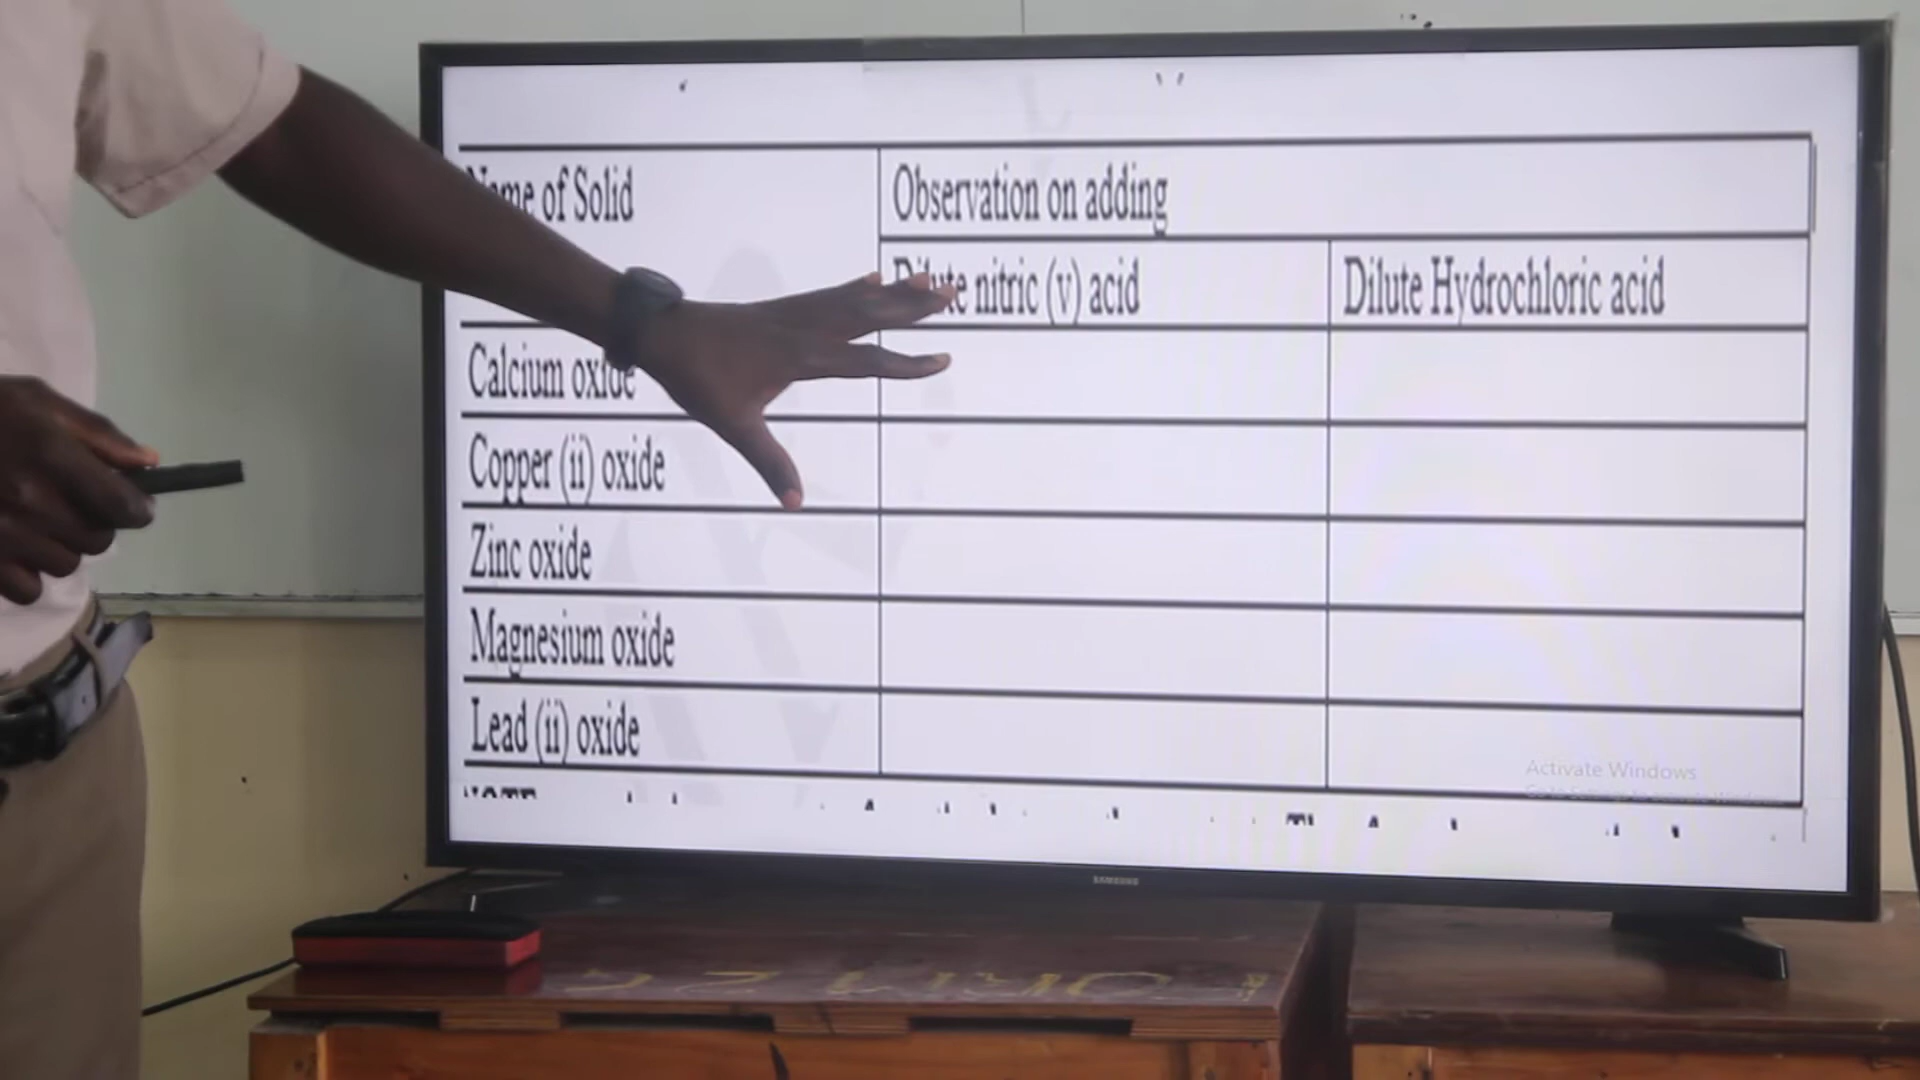 Name of Solid
Observation on adding
Dilute nitric (v) acid
Dilute Hydrochloric acid
Calcium oxide
Copper (ii) oxide
Zinc oxide
Magnesium oxide
Lead (ii) oxide
Activate Windows
SAMSUNG